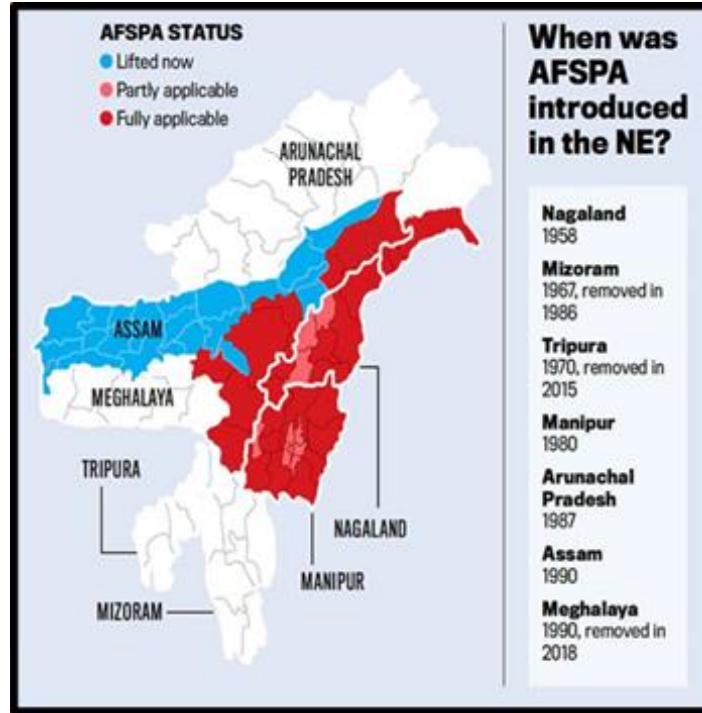 AFSPA STATUS
Lifted now
Partly applicable
Fully applicable
ARUNACHAL
PRADESH
ASSAM
MEGHALAYA
TRIPURA
NAGALAND
MANIPUR
MIZORAM
When was
AFSPA
introduced
in the NE?
Nagaland
1958
Mizoram
1967, removed in
1986
Tripura
1970, removed in
2015
Manipur
1980
Arunachal
Pradesh
1987
Assam
1990
Meghalaya
1990, removed in
2018